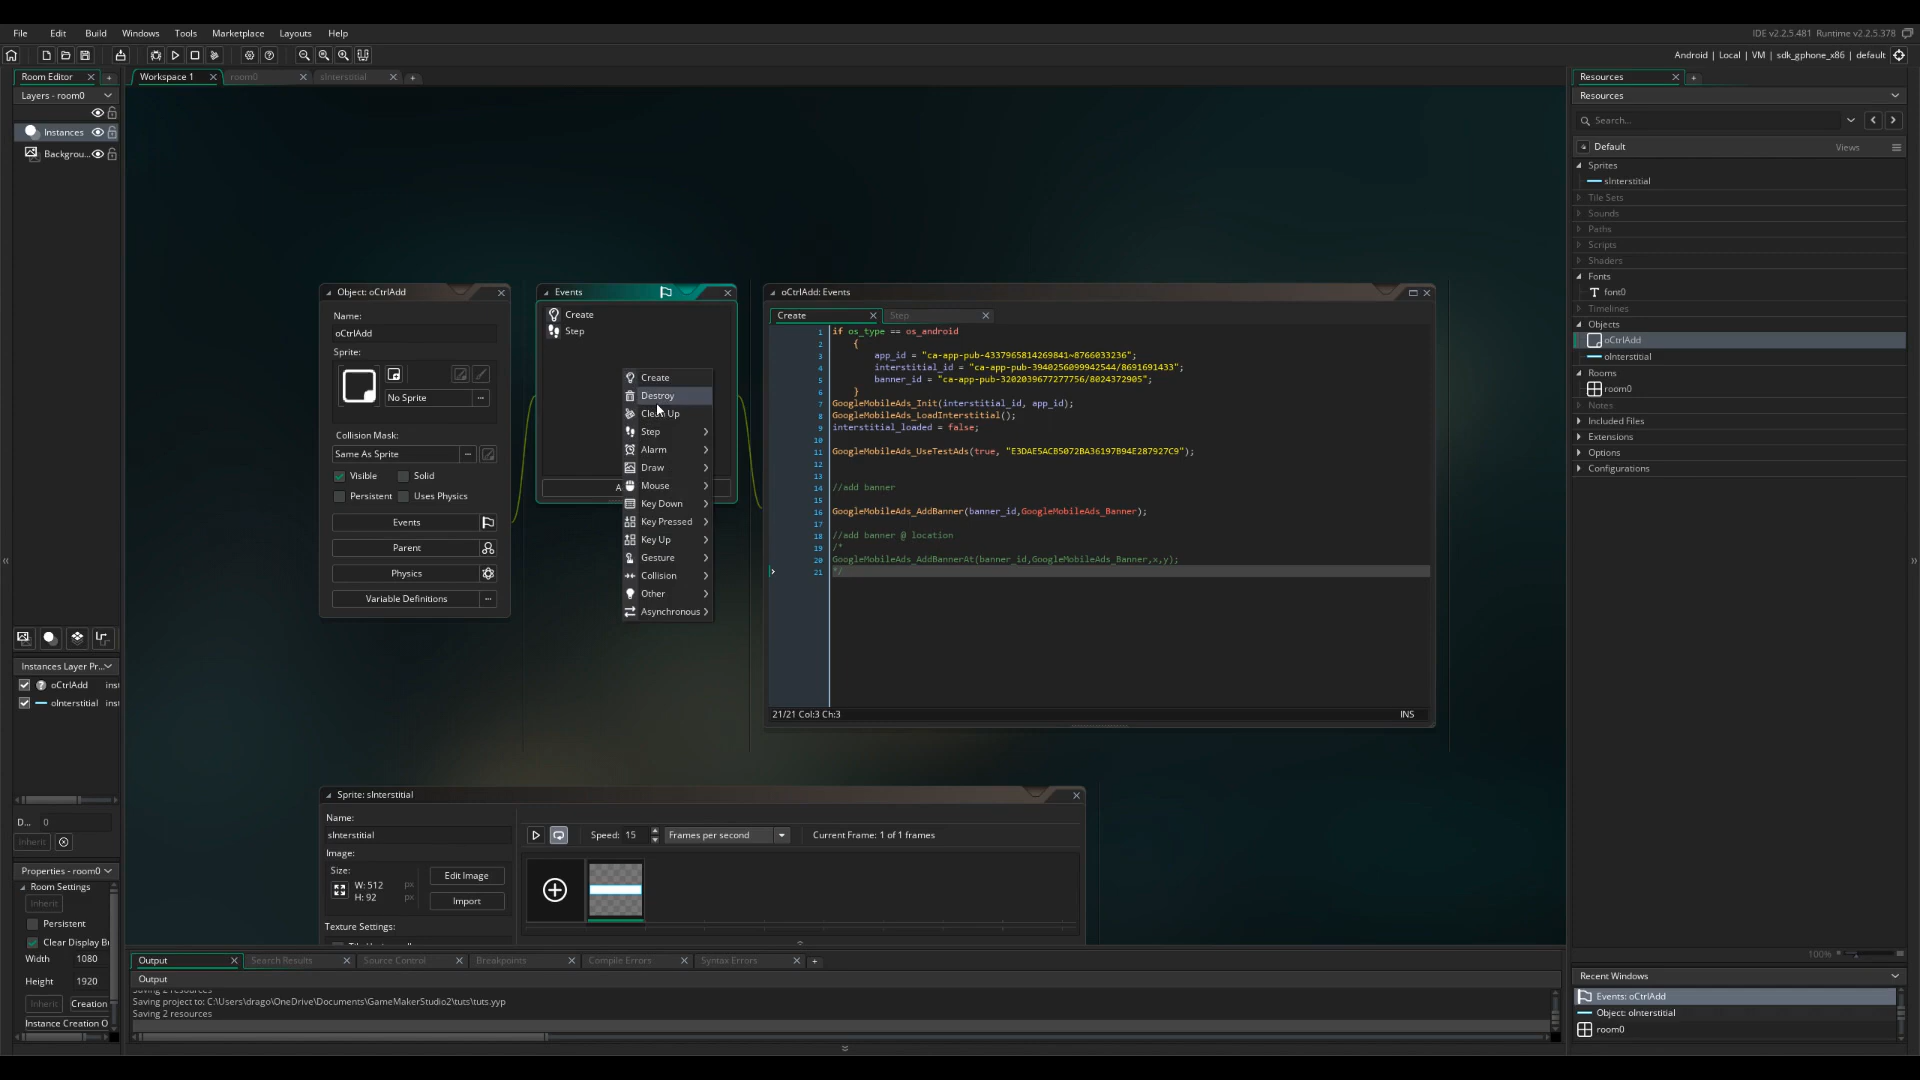 File Edit Build Windows Tools Marketplace Layouts Help
IDE v2.2.5.481 Runtime v2.2.5.378
Android | Local | VM | sdk_gphone_x86 | default
Room Editor
Workspace 1 room0 sInterstitial
Resources
Layers - room0
Resources
Instances
Search...
Backgrou...
Default Views
Sprites
sInterstitial
Tile Sets
Sounds
Paths
Scripts
Shaders
Fonts
font0
Timelines
Objects
oCtrlAdd
oInterstitial
Rooms
room0
Notes
Included Files
Extensions
Options
Configurations
Object: oCtrlAdd
Name:
oCtrlAdd
Sprite:
No Sprite
Collision Mask:
Same As Sprite
Visible Solid
Persistent Uses Physics
Events
Parent
Physics
Variable Definitions
Events
Create
Step
Create
Destroy
Clean Up
Step
Alarm
Draw
Mouse
Key Down
Key Pressed
Key Up
Gesture
Collision
Other
Asynchronous
oCtrlAdd: Events
Create Step
1 if os_type == os_android
2 {
3 app_id = "ca-app-pub-4337965814269841~8766033236";
4 interstitial_id = "ca-app-pub-3940256099942544/8691691433";
5 banner_id = "ca-app-pub-3202039677277756/8024372905";
6 }
7 GoogleMobileAds_Init(interstitial_id, app_id);
8 GoogleMobileAds_LoadInterstitial();
9 interstitial_loaded = false;
10
11 GoogleMobileAds_UseTestAds(true, "E3DAE5ACB5072BA36197B94E287927C9");
12
13
14 //add banner
15
16 GoogleMobileAds_AddBanner(banner_id,GoogleMobileAds_Banner);
17
18 //add banner @ location
19 /*
20 GoogleMobileAds_AddBannerAt(banner_id,GoogleMobileAds_Banner,x,y);
21 */
21/21 Col:3 Ch:3 INS
Instances Layer Pr...
oCtrlAdd inst
oInterstitial inst
D... 0
Inherit
Properties - room0
Room Settings
Inherit
Persistent
Clear Display B
Width 1080
Height 1920
Inherit Creation
Instance Creation O
Sprite: sInterstitial
Name:
sInterstitial
Image:
Size:
W: 512 px
H: 92 px
Edit Image
Import
Texture Settings:
Speed: 15 Frames per second Current Frame: 1 of 1 frames
Output Search Results Source Control Breakpoints Compile Errors Syntax Errors
Output
Saving 2 resources
Saving project to: C:\Users\drago\OneDrive\Documents\GameMakerStudio2\tuts\tuts.yyp
Saving 2 resources
100%
Recent Windows
Events: oCtrlAdd
Object: oInterstitial
room0